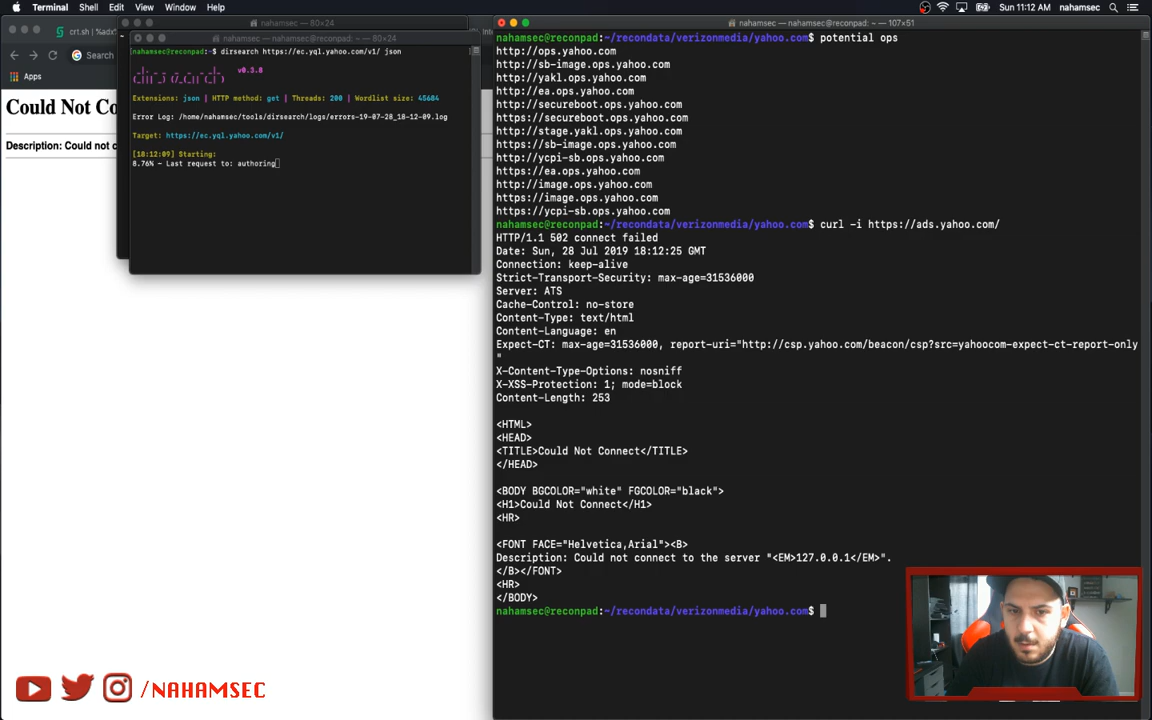 Terminal Shell Edit View Window Help
Sun 11:12 AM nahamsec
crt.sh | %adx
Search
Apps
Could Not Co
Description: Could not c
nahamsec — 80×24
nahamsec — nahamsec@reconpad: ~ — 80×24
nahamsec@reconpad:~$ dirsearch https://ec.yql.yahoo.com/v1/ json
v0.3.8
Extensions: json | HTTP method: get | Threads: 200 | Wordlist size: 45604
Error Log: /home/nahamsec/tools/dirsearch/logs/errors-19-07-28_18-12-09.log
Target: https://ec.yql.yahoo.com/v1/
[18:12:09] Starting:
8.76% - Last request to: authoring
nahamsec — nahamsec@reconpad: ~ — 107×51
nahamsec@reconpad:~/recondata/verizonmedia/yahoo.com$ potential ops
http://ops.yahoo.com
http://sb-image.ops.yahoo.com
http://yakl.ops.yahoo.com
http://ea.ops.yahoo.com
http://secureboot.ops.yahoo.com
https://secureboot.ops.yahoo.com
http://stage.yakl.ops.yahoo.com
https://sb-image.ops.yahoo.com
http://ycpi-sb.ops.yahoo.com
https://ea.ops.yahoo.com
http://image.ops.yahoo.com
https://image.ops.yahoo.com
https://ycpi-sb.ops.yahoo.com
nahamsec@reconpad:~/recondata/verizonmedia/yahoo.com$ curl -i https://ads.yahoo.com/
HTTP/1.1 502 connect failed
Date: Sun, 28 Jul 2019 18:12:25 GMT
Connection: keep-alive
Strict-Transport-Security: max-age=31536000
Server: ATS
Cache-Control: no-store
Content-Type: text/html
Content-Language: en
Expect-CT: max-age=31536000, report-uri="http://csp.yahoo.com/beacon/csp?src=yahoocom-expect-ct-report-only
"
X-Content-Type-Options: nosniff
X-XSS-Protection: 1; mode=block
Content-Length: 253
<HTML>
<HEAD>
<TITLE>Could Not Connect</TITLE>
</HEAD>
<BODY BGCOLOR="white" FGCOLOR="black">
<H1>Could Not Connect</H1>
<HR>
<FONT FACE="Helvetica,Arial"><B>
Description: Could not connect to the server "<EM>127.0.0.1</EM>".
</B></FONT>
<HR>
</BODY>
nahamsec@reconpad:~/recondata/verizonmedia/yahoo.com$
/NAHAMSEC